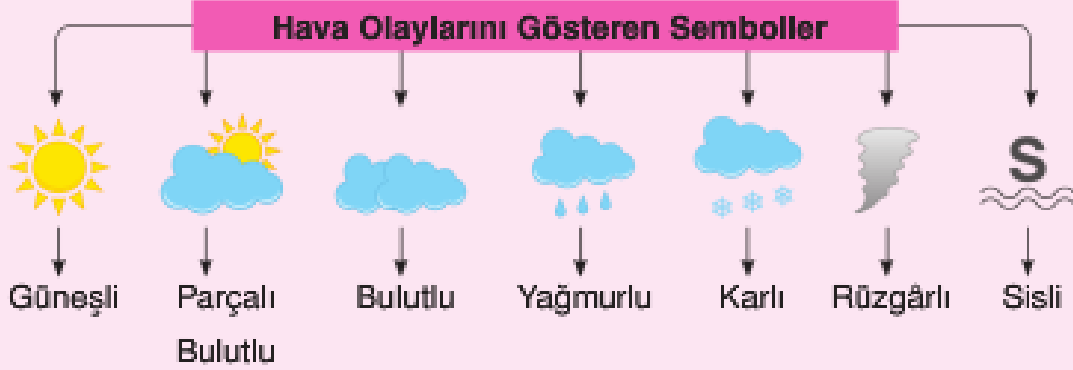 Hava Olaylarını Gösteren Semboller
S
Güneşli
Parçalı
Bulutlu
Bulutlu
Yağmurlu
Karlı
Rüzgârlı
Sisli